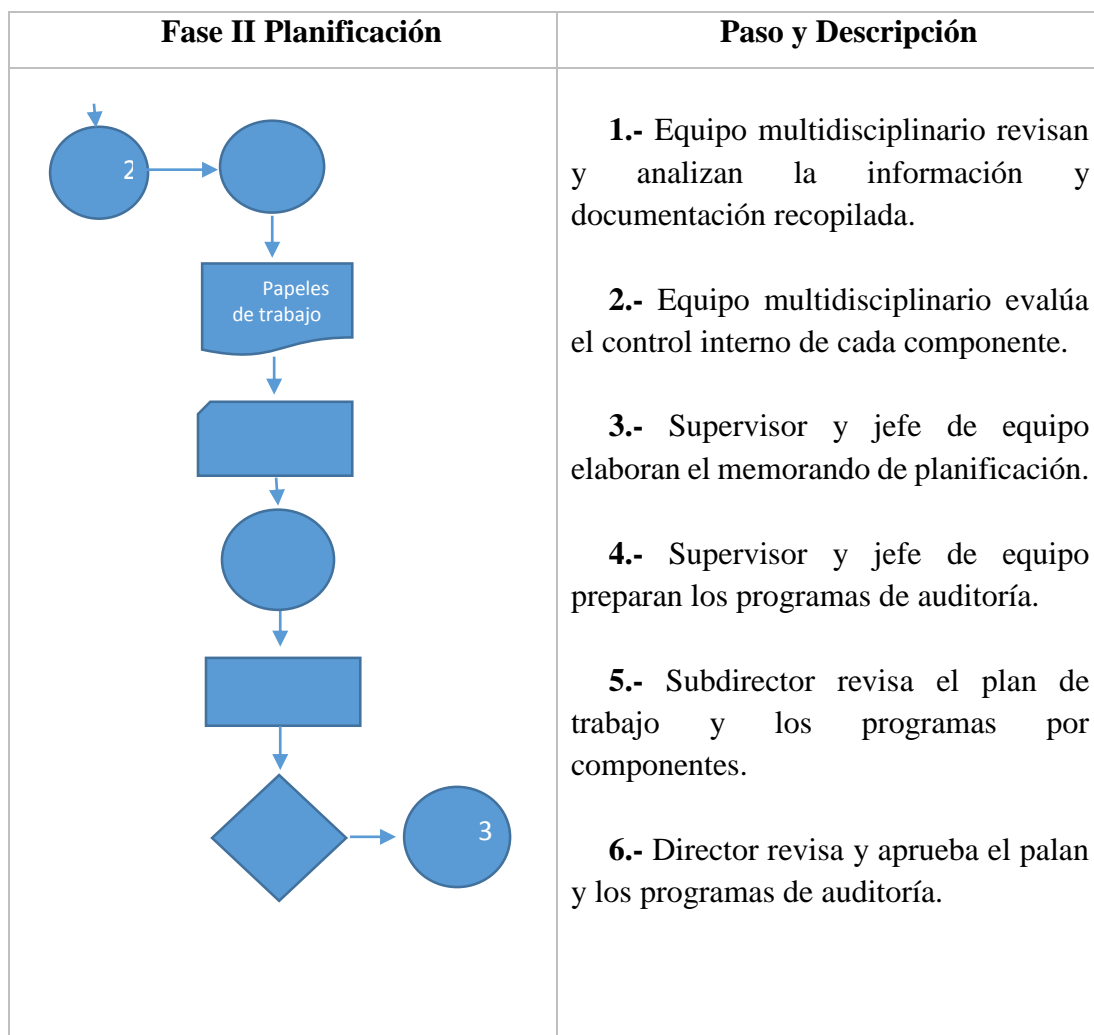 Fase II Planificación
Paso y Descripción
2
Papeles
de trabajo
3
1.- Equipo multidisciplinario revisan
y analizan la información y
documentación recopilada.
2.- Equipo multidisciplinario evalúa
el control interno de cada componente.
3.- Supervisor y jefe de equipo
elaboran el memorando de planificación.
4.- Supervisor y jefe de equipo
preparan los programas de auditoría.
5.- Subdirector revisa el plan de
trabajo y los programas por
componentes.
6.- Director revisa y aprueba el palan
y los programas de auditoría.